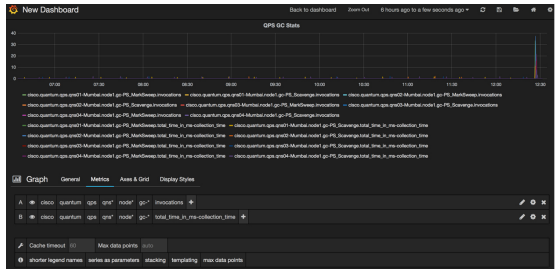 New Dashboard
Back to dashboard Zoom Out 6 hours ago to a few seconds ago
QPS GC Stats
40
30
20
10
0
07:00 07:30 08:00 08:30 09:00 09:30 10:00 10:30 11:00 11:30 12:00 12:30
cisco.quantum.qps.qns01-Mumbai.node1.gc-PS_MarkSweep.invocations cisco.quantum.qps.qns01-Mumbai.node1.gc-PS_Scavenge.invocations cisco.quantum.qps.qns02-Mumbai.node1.gc-PS_MarkSweep.invocations
cisco.quantum.qps.qns02-Mumbai.node1.gc-PS_Scavenge.invocations cisco.quantum.qps.qns03-Mumbai.node1.gc-PS_MarkSweep.invocations cisco.quantum.qps.qns03-Mumbai.node1.gc-PS_Scavenge.invocations
cisco.quantum.qps.qns04-Mumbai.node1.gc-PS_MarkSweep.invocations cisco.quantum.qps.qns04-Mumbai.node1.gc-PS_Scavenge.invocations
cisco.quantum.qps.qns01-Mumbai.node1.gc-PS_MarkSweep.total_time_in_ms-collection_time cisco.quantum.qps.qns01-Mumbai.node1.gc-PS_Scavenge.total_time_in_ms-collection_time
cisco.quantum.qps.qns02-Mumbai.node1.gc-PS_MarkSweep.total_time_in_ms-collection_time cisco.quantum.qps.qns02-Mumbai.node1.gc-PS_Scavenge.total_time_in_ms-collection_time
cisco.quantum.qps.qns03-Mumbai.node1.gc-PS_MarkSweep.total_time_in_ms-collection_time cisco.quantum.qps.qns03-Mumbai.node1.gc-PS_Scavenge.total_time_in_ms-collection_time
cisco.quantum.qps.qns04-Mumbai.node1.gc-PS_MarkSweep.total_time_in_ms-collection_time cisco.quantum.qps.qns04-Mumbai.node1.gc-PS_Scavenge.total_time_in_ms-collection_time
Graph General Metrics Axes & Grid Display Styles
A cisco quantum qps qns* node* gc-* invocations +
B cisco quantum qps qns* node* gc-* total_time_in_ms-collection_time +
Cache timeout 60 Max data points auto
shorter legend names series as parameters stacking templating max data points